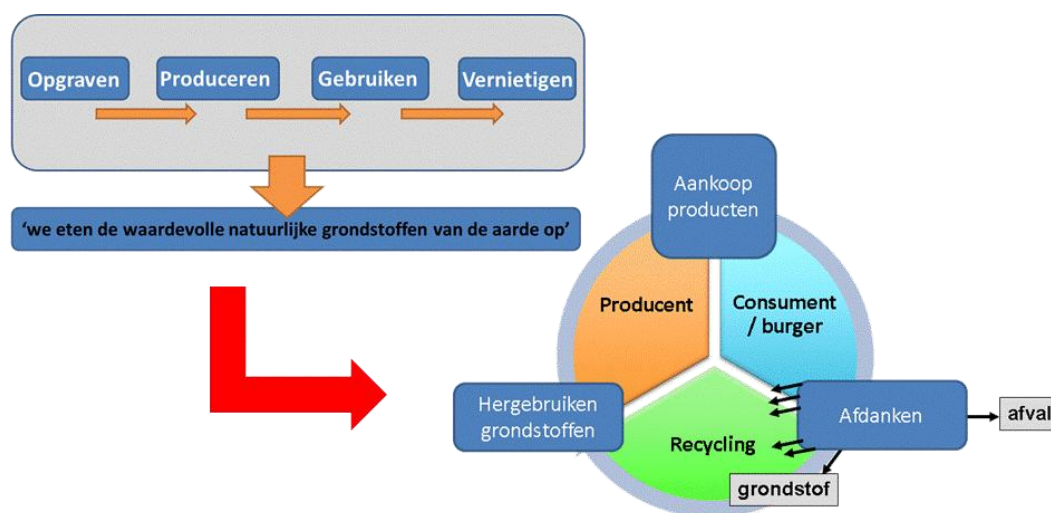 Opgraven
Produceren
Gebruiken
Vernietigen
‘we eten de waardevolle natuurlijke grondstoffen van de aarde op’
Aankoop
producten
Producent
Consument
/ burger
Hergebruiken
grondstoffen
Recycling
Afdanken
afval
grondstof